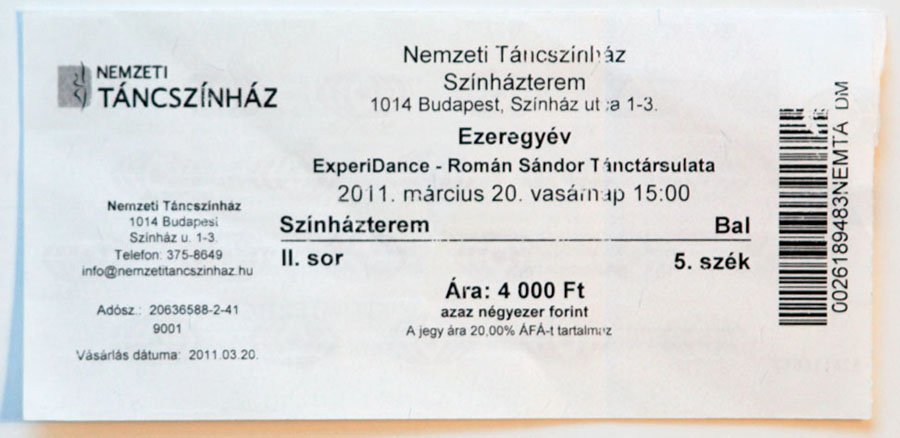 NEMZETI
TÁNCSZÍNHÁZ
Nemzeti Táncszínház
Színházterem
1014 Budapest, Színház utca 1-3.
Ezeregyév
ExperiDance - Román Sándor Tánctársulata
2011. március 20. vasárnap 15:00
Színházterem Bal
II. sor 5. szék
Ára: 4 000 Ft
azaz négyezer forint
A jegy ára 20,00% ÁFÁ-t tartalmaz
Nemzeti Táncszínház
1014 Budapest
Színház u. 1-3.
Telefon: 375-8649
info@nemzetitancszinhaz.hu
Adósz.: 20636588-2-41
9001
Vásárlás dátuma: 2011.03.20.
0026189483NEMTA DM